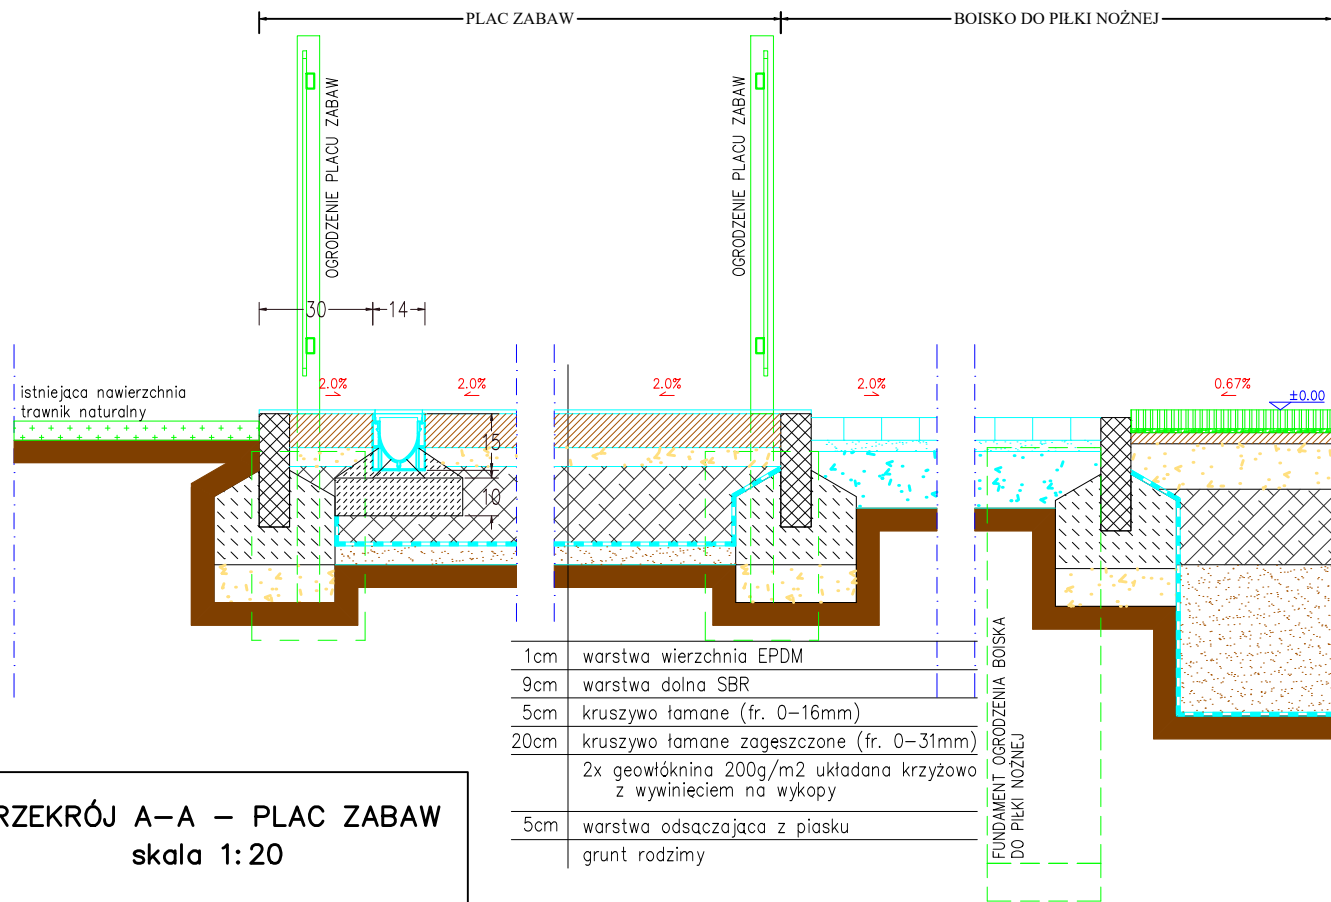 PLAC ZABAW
BOISKO DO PIŁKI NOŻNEJ
OGRODZENIE PLACU ZABAW
OGRODZENIE PLACU ZABAW
30
14
istniejąca nawierzchnia
trawnik naturalny
2.0%
2.0%
2.0%
2.0%
0.67%
±0.00
15
10
1cm warstwa wierzchnia EPDM
9cm warstwa dolna SBR
5cm kruszywo łamane (fr. 0-16mm)
20cm kruszywo łamane zagęszczone (fr. 0-31mm)
2x geowłóknina 200g/m2 układana krzyżowo
z wywinięciem na wykopy
5cm warstwa odsączająca z piasku
grunt rodzimy
FUNDAMENT OGRODZENIA BOISKA
DO PIŁKI NOŻNEJ
RZEKRÓJ A-A - PLAC ZABAW
skala 1:20